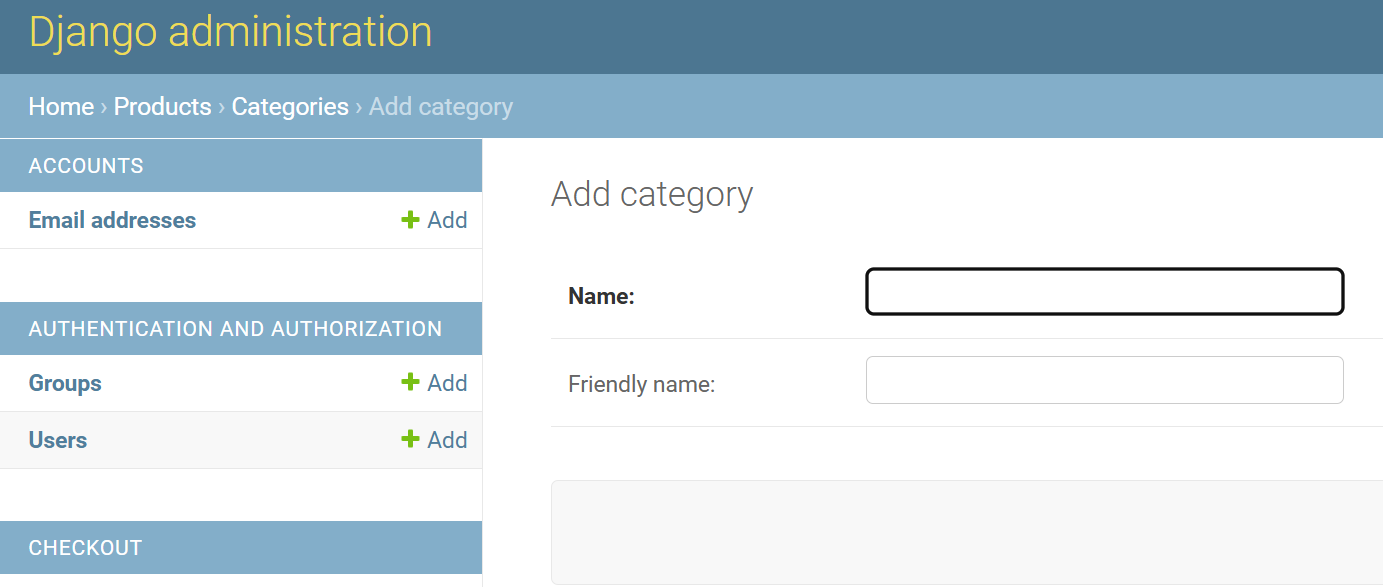 Django administration
Home › Products › Categories › Add category
ACCOUNTS
Email addresses
Add
AUTHENTICATION AND AUTHORIZATION
Groups
Add
Users
Add
CHECKOUT
Add category
Name:
Friendly name: